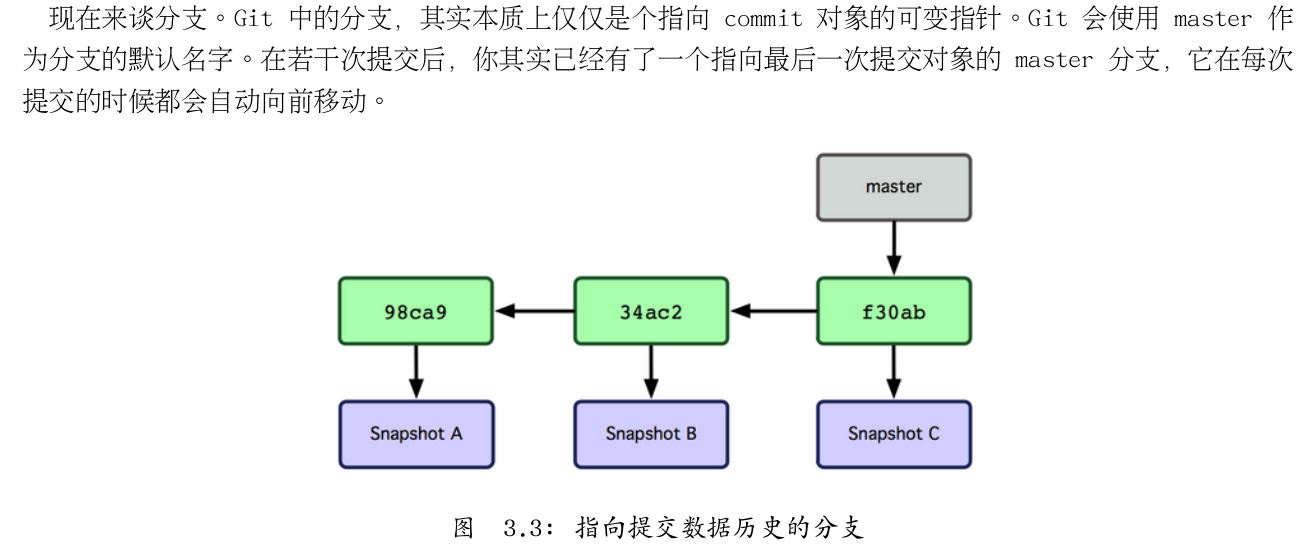 现在来谈分支。Git 中的分支，其实本质上仅仅是个指向 commit 对象的可变指针。Git 会使用 master 作
为分支的默认名字。在若干次提交后，你其实已经有了一个指向最后一次提交对象的 master 分支，它在每次
提交的时候都会自动向前移动。
master
98ca9 34ac2 f30ab
Snapshot A Snapshot B Snapshot C
图 3.3: 指向提交数据历史的分支